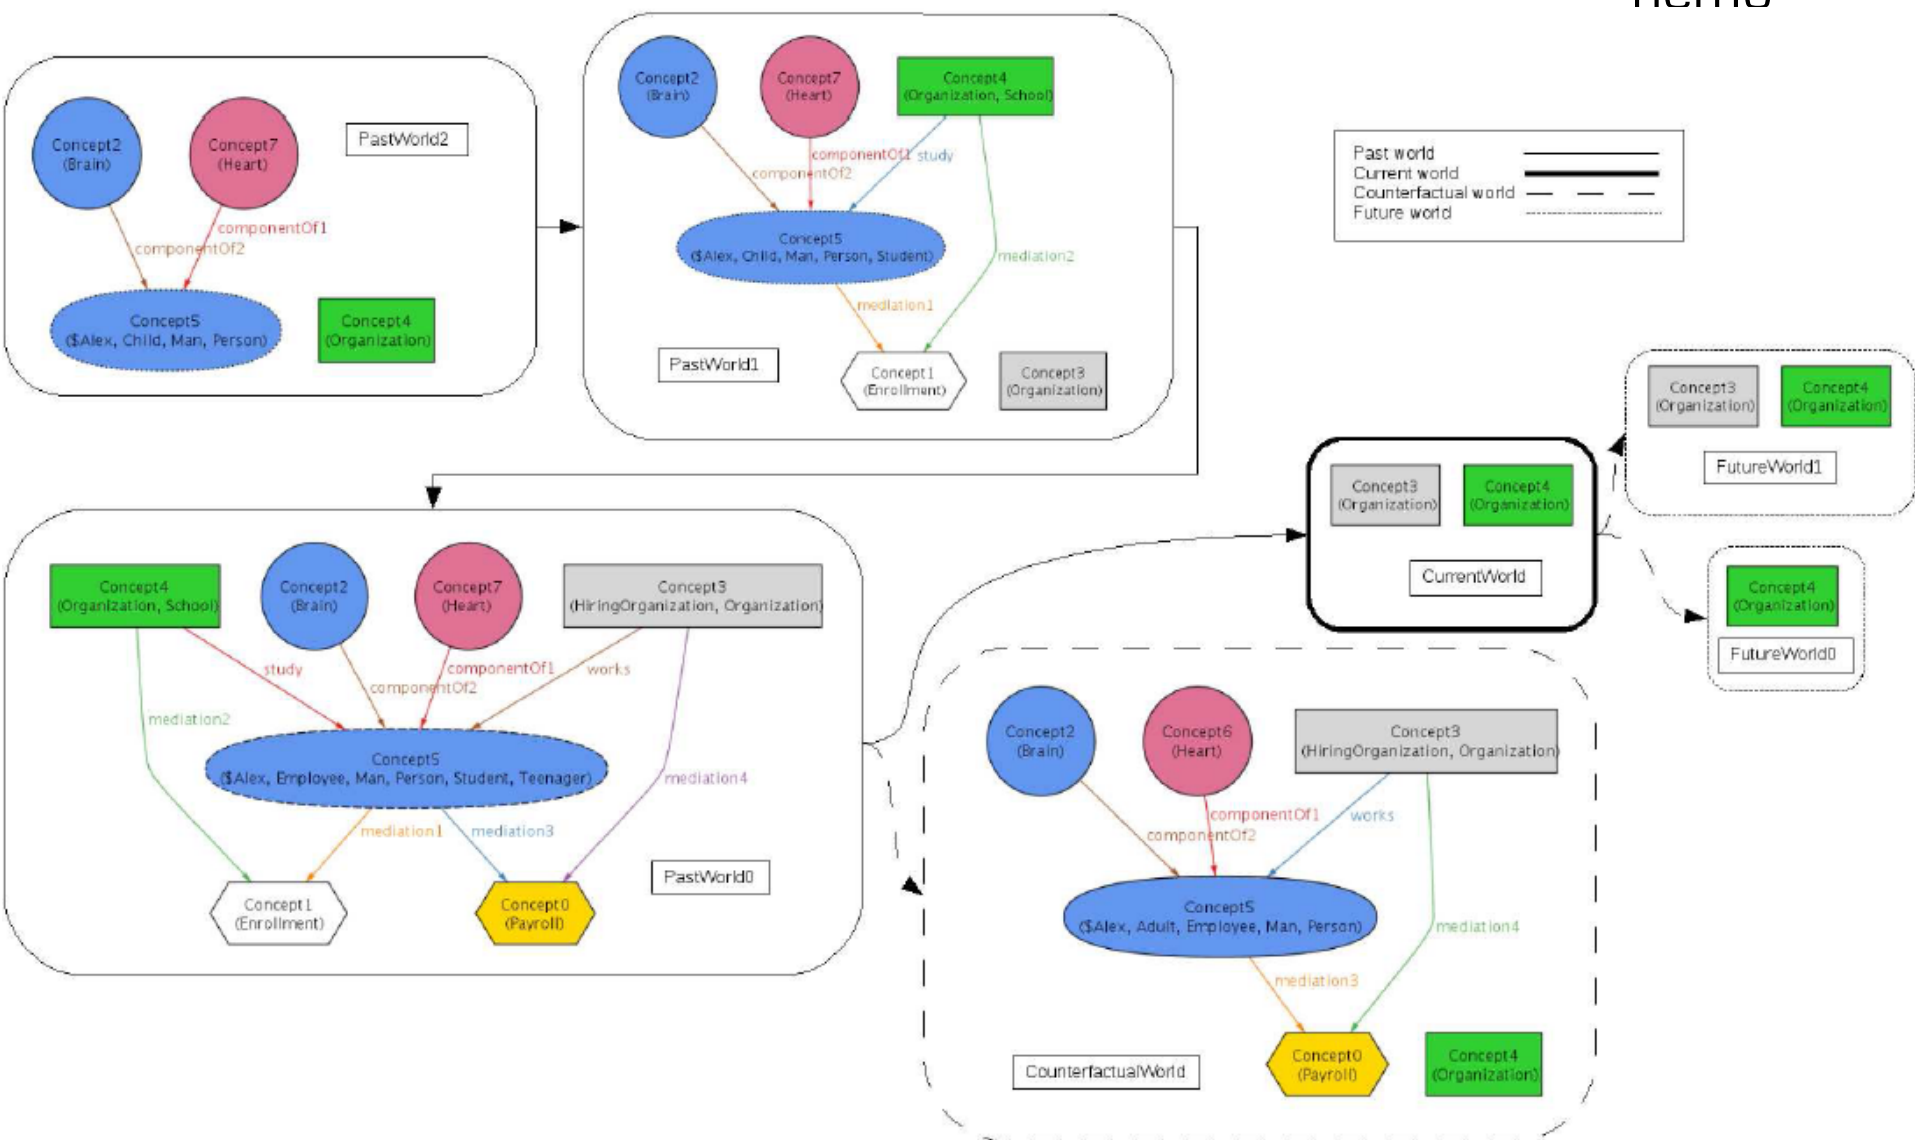 Concept2
(Brain)
Concept7
(Heart)
PastWorld2
componentOf1
componentOf2
Concept5
($Alex, Child, Man, Person)
Concept4
(Organization)
Concept2
(Brain)
Concept7
(Heart)
Concept4
(Organization, School)
componentOf1
study
componentOf2
Concept5
($Alex, Child, Man, Person, Student)
mediation2
mediation1
PastWorld1
Concept1
(Enrollment)
Concept3
(Organization)
Past world
Current world
Counterfactual world
Future world
Concept4
(Organization, School)
Concept2
(Brain)
Concept7
(Heart)
Concept3
(HiringOrganization, Organization)
study
componentOf1
works
componentOf2
mediation2
Concept5
($Alex, Employee, Man, Person, Student, Teenager)
mediation4
mediation1
mediation3
PastWorld0
Concept1
(Enrollment)
Concept0
(Payroll)
Concept3
(Organization)
Concept4
(Organization)
CurrentWorld
Concept3
(Organization)
Concept4
(Organization)
FutureWorld1
Concept4
(Organization)
FutureWorld0
Concept2
(Brain)
Concept6
(Heart)
Concept3
(HiringOrganization, Organization)
componentOf1
works
componentOf2
Concept5
($Alex, Adult, Employee, Man, Person)
mediation4
mediation3
CounterfactualWorld
Concept0
(Payroll)
Concept4
(Organization)